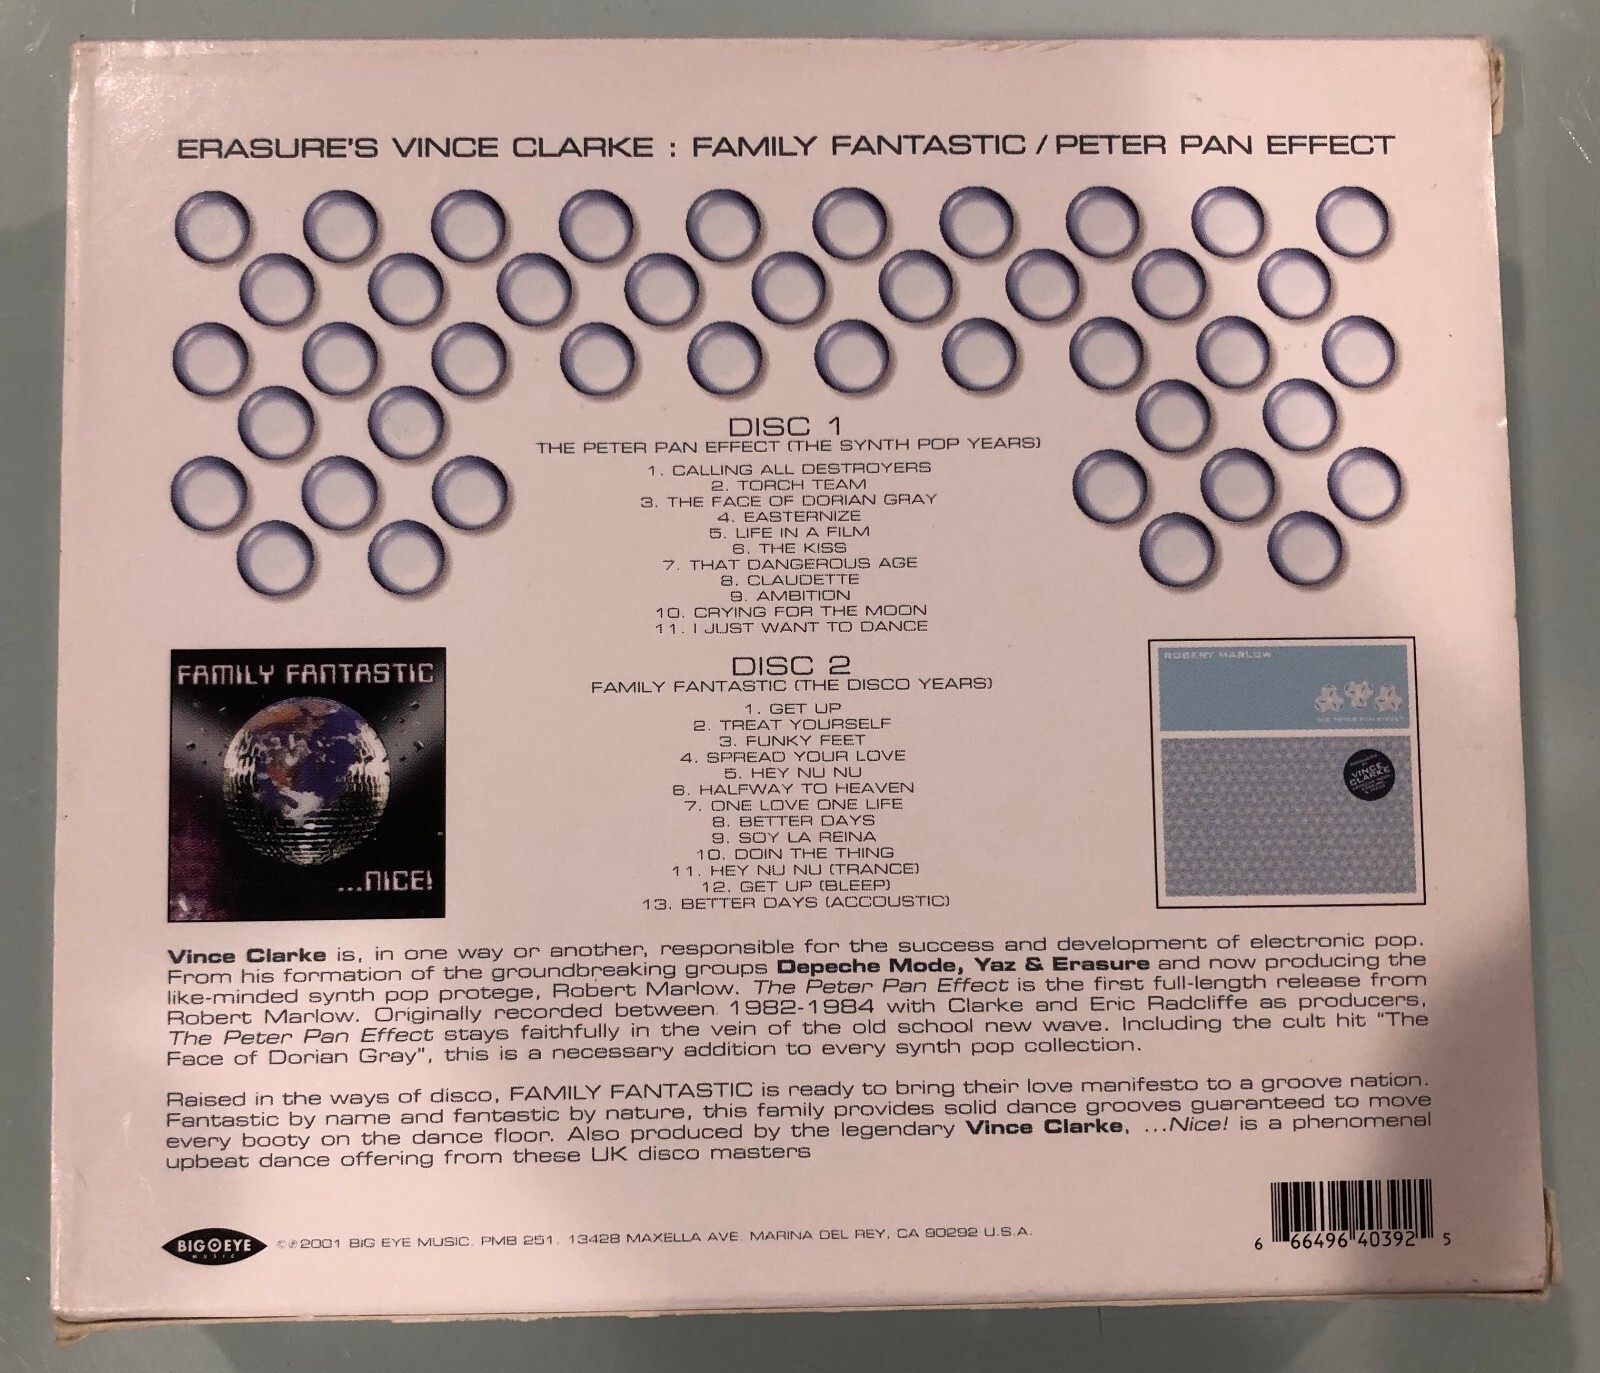 ERASURE'S VINCE CLARKE : FAMILY FANTASTIC / PETER PAN EFFECT
DISC 1
THE PETER PAN EFFECT (THE SYNTH POP YEARS)
1. CALLING ALL DESTROYERS
2. TORCH TEAM
3. THE FACE OF DORIAN GRAY
4. EASTERNIZE
5. LIFE IN A FILM
6. THE KISS
7. THAT DANGEROUS AGE
8. CLAUDETTE
9. AMBITION
10. CRYING FOR THE MOON
11. I JUST WANT TO DANCE
FAMILY FANTASTIC
...NICE!
DISC 2
FAMILY FANTASTIC (THE DISCO YEARS)
1. GET UP
2. TREAT YOURSELF
3. FUNKY FEET
4. SPREAD YOUR LOVE
5. HEY NU NU
6. HALFWAY TO HEAVEN
7. ONE LOVE ONE LIFE
8. BETTER DAYS
9. SOY LA REINA
10. DOIN THE THING
11. HEY NU NU (TRANCE)
12. GET UP (BLEEP)
13. BETTER DAYS (ACCOUSTIC)
ROBERT MARLOW
THE PETER PAN EFFECT
VINCE
CLARKE
Vince Clarke is, in one way or another, responsible for the success and development of electronic pop.
From his formation of the groundbreaking groups Depeche Mode, Yaz & Erasure and now producing the
like-minded synth pop protege, Robert Marlow. The Peter Pan Effect is the first full-length release from
Robert Marlow. Originally recorded between 1982-1984 with Clarke and Eric Radcliffe as producers,
The Peter Pan Effect stays faithfully in the vein of the old school new wave. Including the cult hit "The
Face of Dorian Gray", this is a necessary addition to every synth pop collection.
Raised in the ways of disco, FAMILY FANTASTIC is ready to bring their love manifesto to a groove nation.
Fantastic by name and fantastic by nature, this family provides solid dance grooves guaranteed to move
every booty on the dance floor. Also produced by the legendary Vince Clarke, ...Nice! is a phenomenal
upbeat dance offering from these UK disco masters
BIG EYE
MUSIC
©℗2001 BIG EYE MUSIC. PMB 251. 13428 MAXELLA AVE. MARINA DEL REY, CA 90292 U.S.A.
6 66496 40392 5